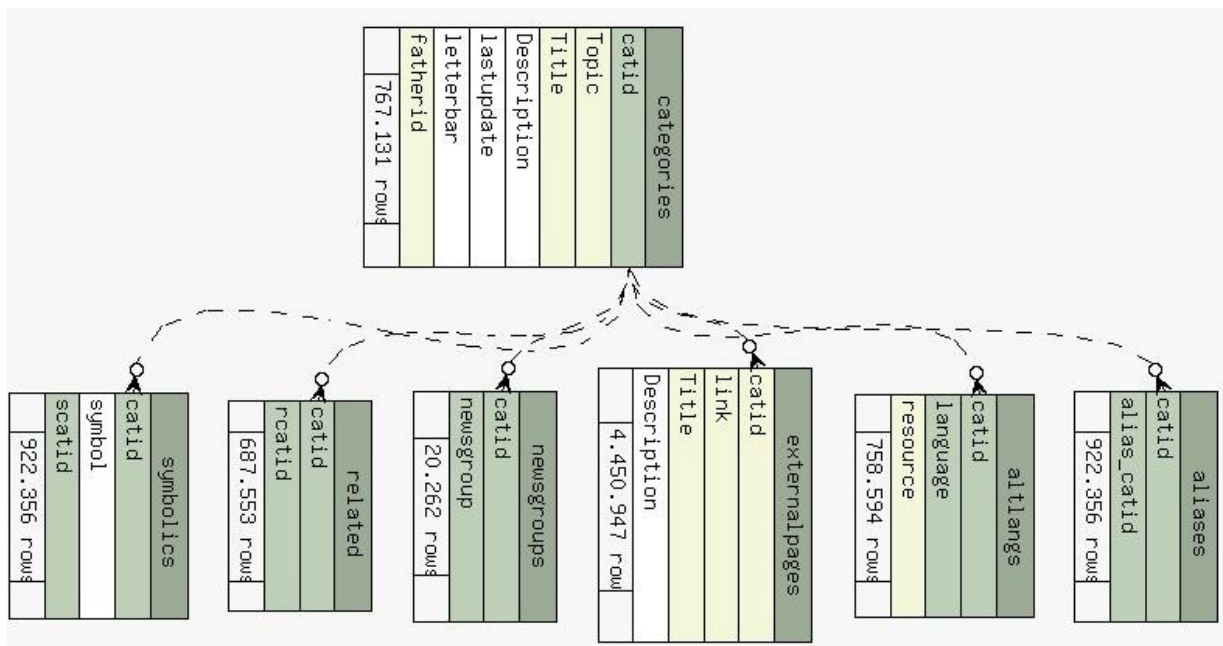 categories
catid
Topic
Title
Description
lastupdate
letterbar
fatherid
767.131 rows
aliases
catid
alias_catid
922.356 rows
altlangs
catid
language
resource
758.594 rows
externalpages
catid
link
Title
Description
4.450.947 row
newsgroups
catid
newsgroup
20.262 rows
related
catid
rcatid
687.553 rows
symbolics
catid
symbol
scatid
922.356 rows